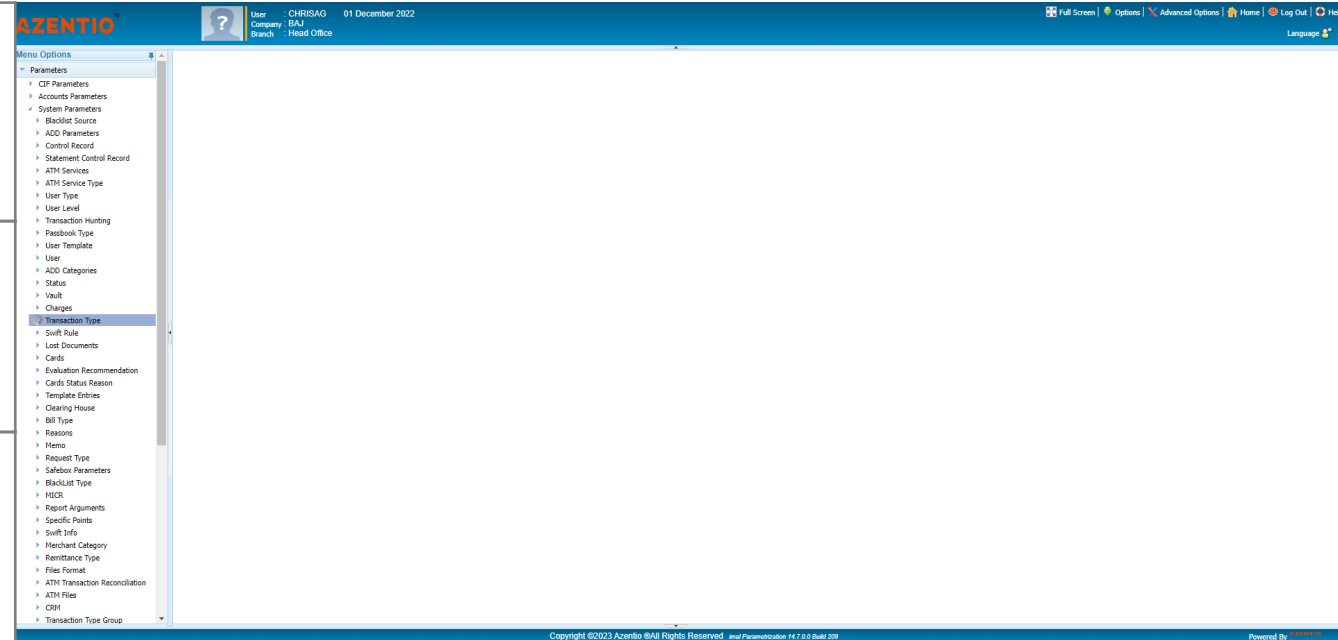 AZENTIO™
User : CHRISAG 01 December 2022
Company : BAJ
Branch : Head Office
Full Screen | Options | Advanced Options | Home | Log Out | He
Language
Menu Options
Parameters
CIF Parameters
Accounts Parameters
System Parameters
Blacklist Source
ADD Parameters
Control Record
Statement Control Record
ATM Services
ATM Service Type
User Type
User Level
Transaction Hunting
Passbook Type
User Template
User
ADD Categories
Status
Vault
Charges
Transaction Type
Swift Rule
Lost Documents
Cards
Evaluation Recommendation
Cards Status Reason
Template Entries
Clearing House
Bill Type
Reasons
Memo
Request Type
Safebox Parameters
BlackList Type
MICR
Report Arguments
Specific Points
Swift Info
Merchant Category
Remittance Type
Files Format
ATM Transaction Reconciliation
ATM Files
CRM
Transaction Type Group
Copyright ©2023 Azentio ®All Rights Reserved imal Parametrization 14.7.0.0 Build 209
Powered By AZENTIO